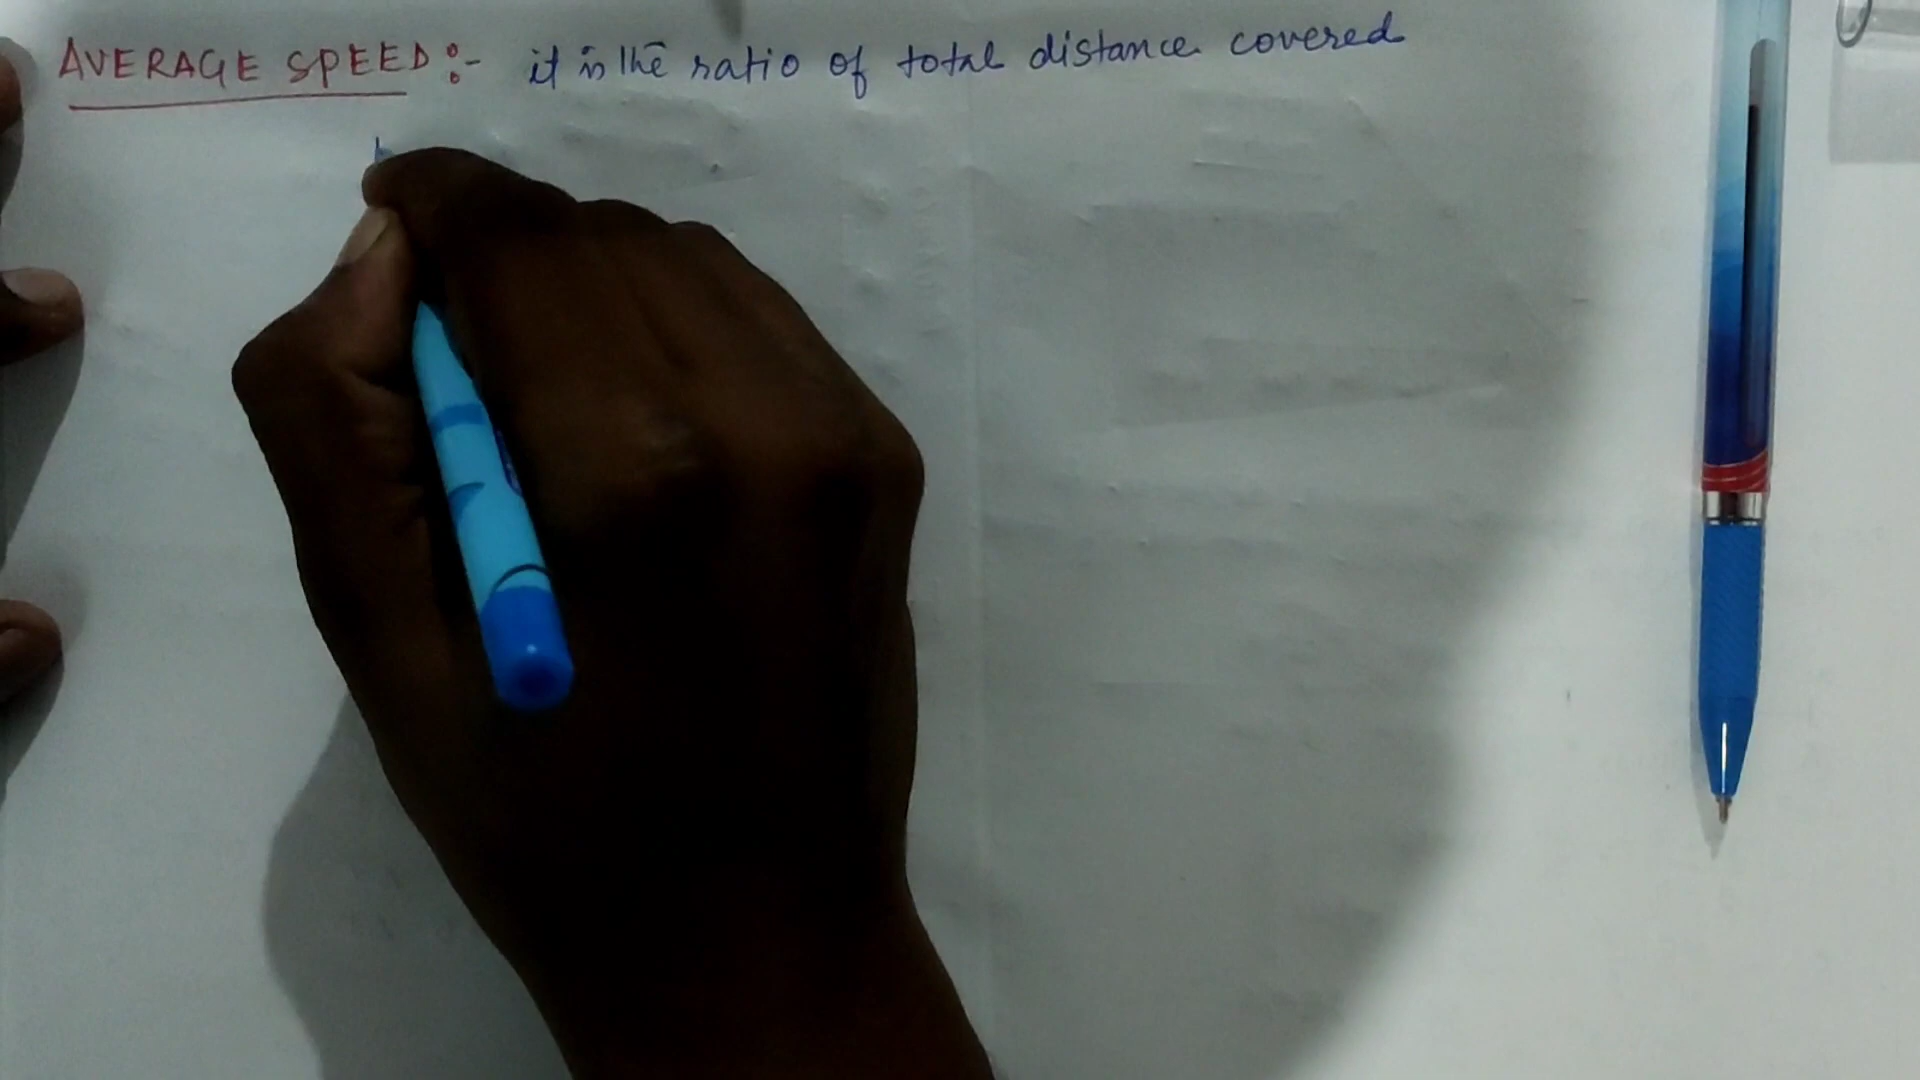 AVERAGE SPEED :- it is the ratio of total distance covered